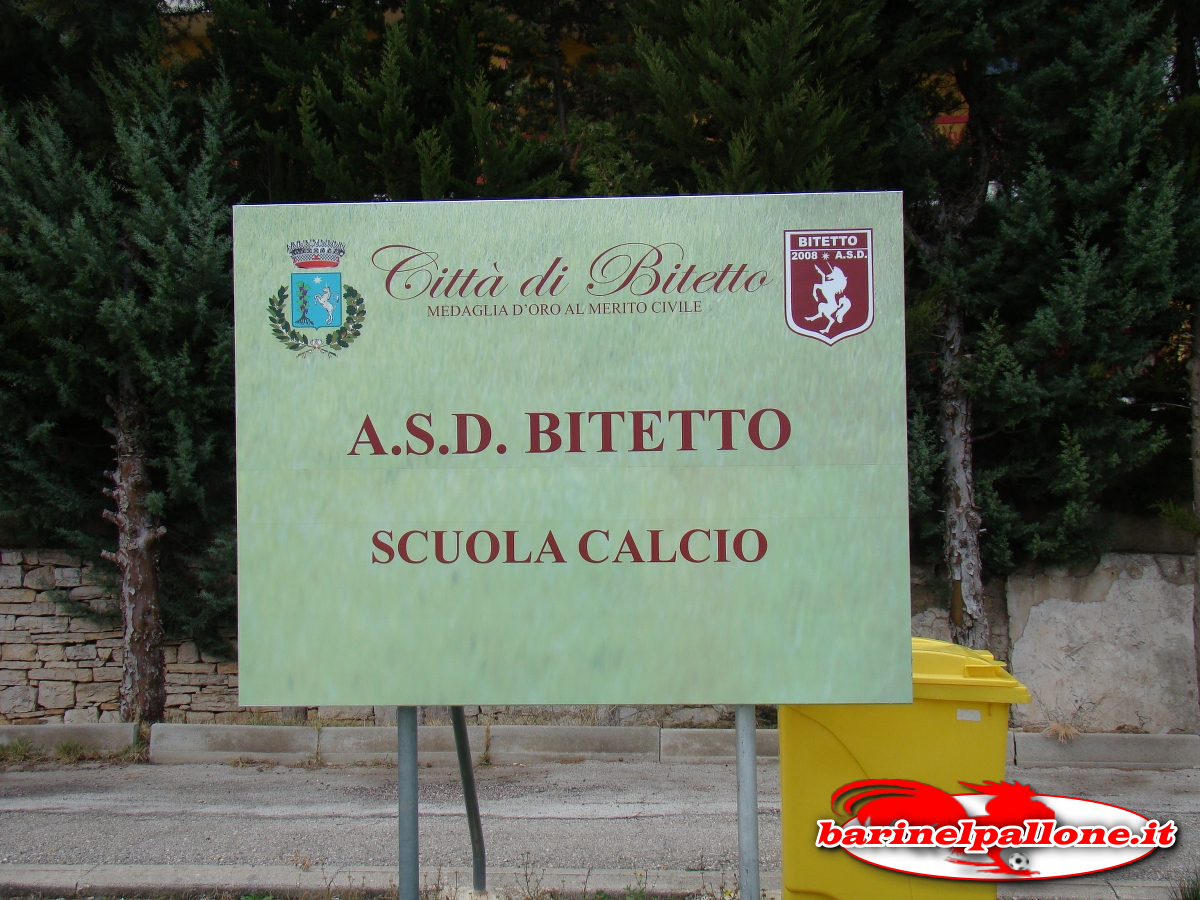 Città di Bitetto
MEDAGLIA D'ORO AL MERITO CIVILE
BITETTO
2008 * A.S.D.
A.S.D. BITETTO
SCUOLA CALCIO
barinelpallone.it